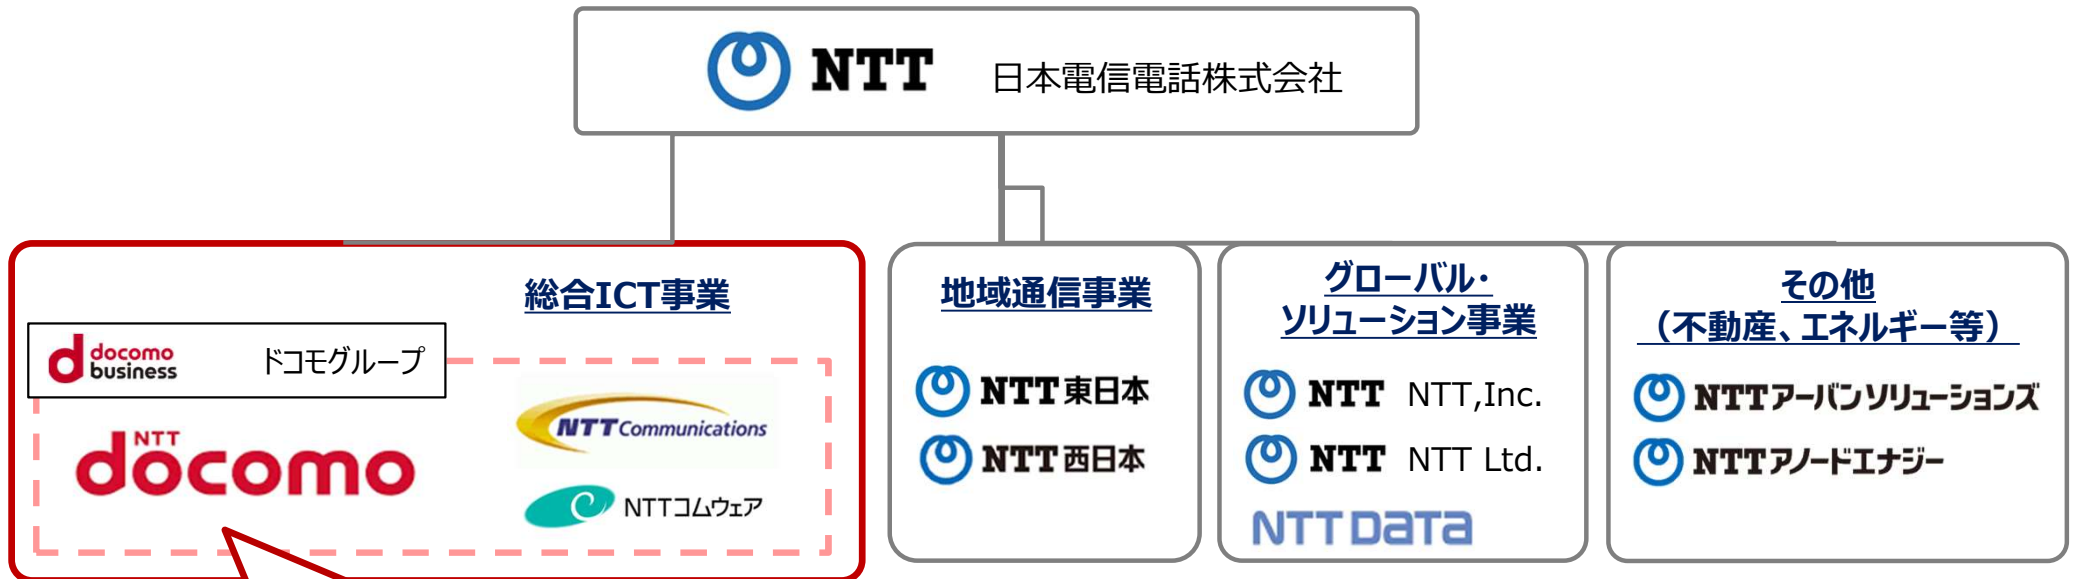 NTT 日本電信電話株式会社
総合ICT事業
docomo
business
ドコモグループ
NTT
docomo
NTT Communications
NTTコムウェア
地域通信事業
NTT東日本
NTT西日本
グローバル・
ソリューション事業
NTT NTT,Inc.
NTT NTT Ltd.
NTT DATA
その他
（不動産、エネルギー等）
NTTアーバンソリューションズ
NTTアノードエナジー